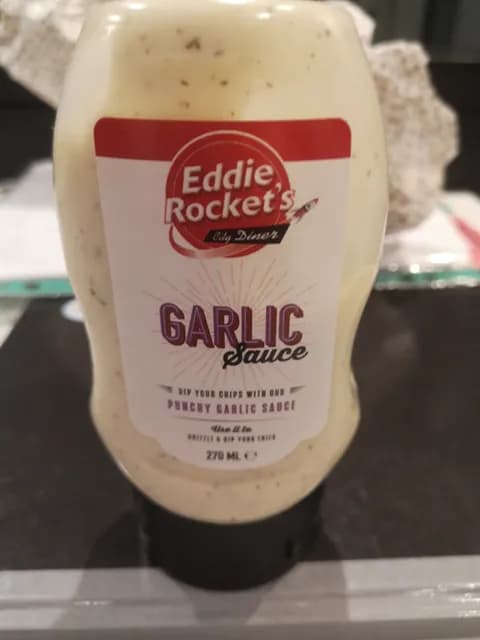 Eddie
Rocket's
City Diner
GARLIC
Sauce
DIP YOUR CHIPS WITH OUR
PUNCHY GARLIC SAUCE
Use it to
DRIZZLE & DIP YOUR
270 ML ℮